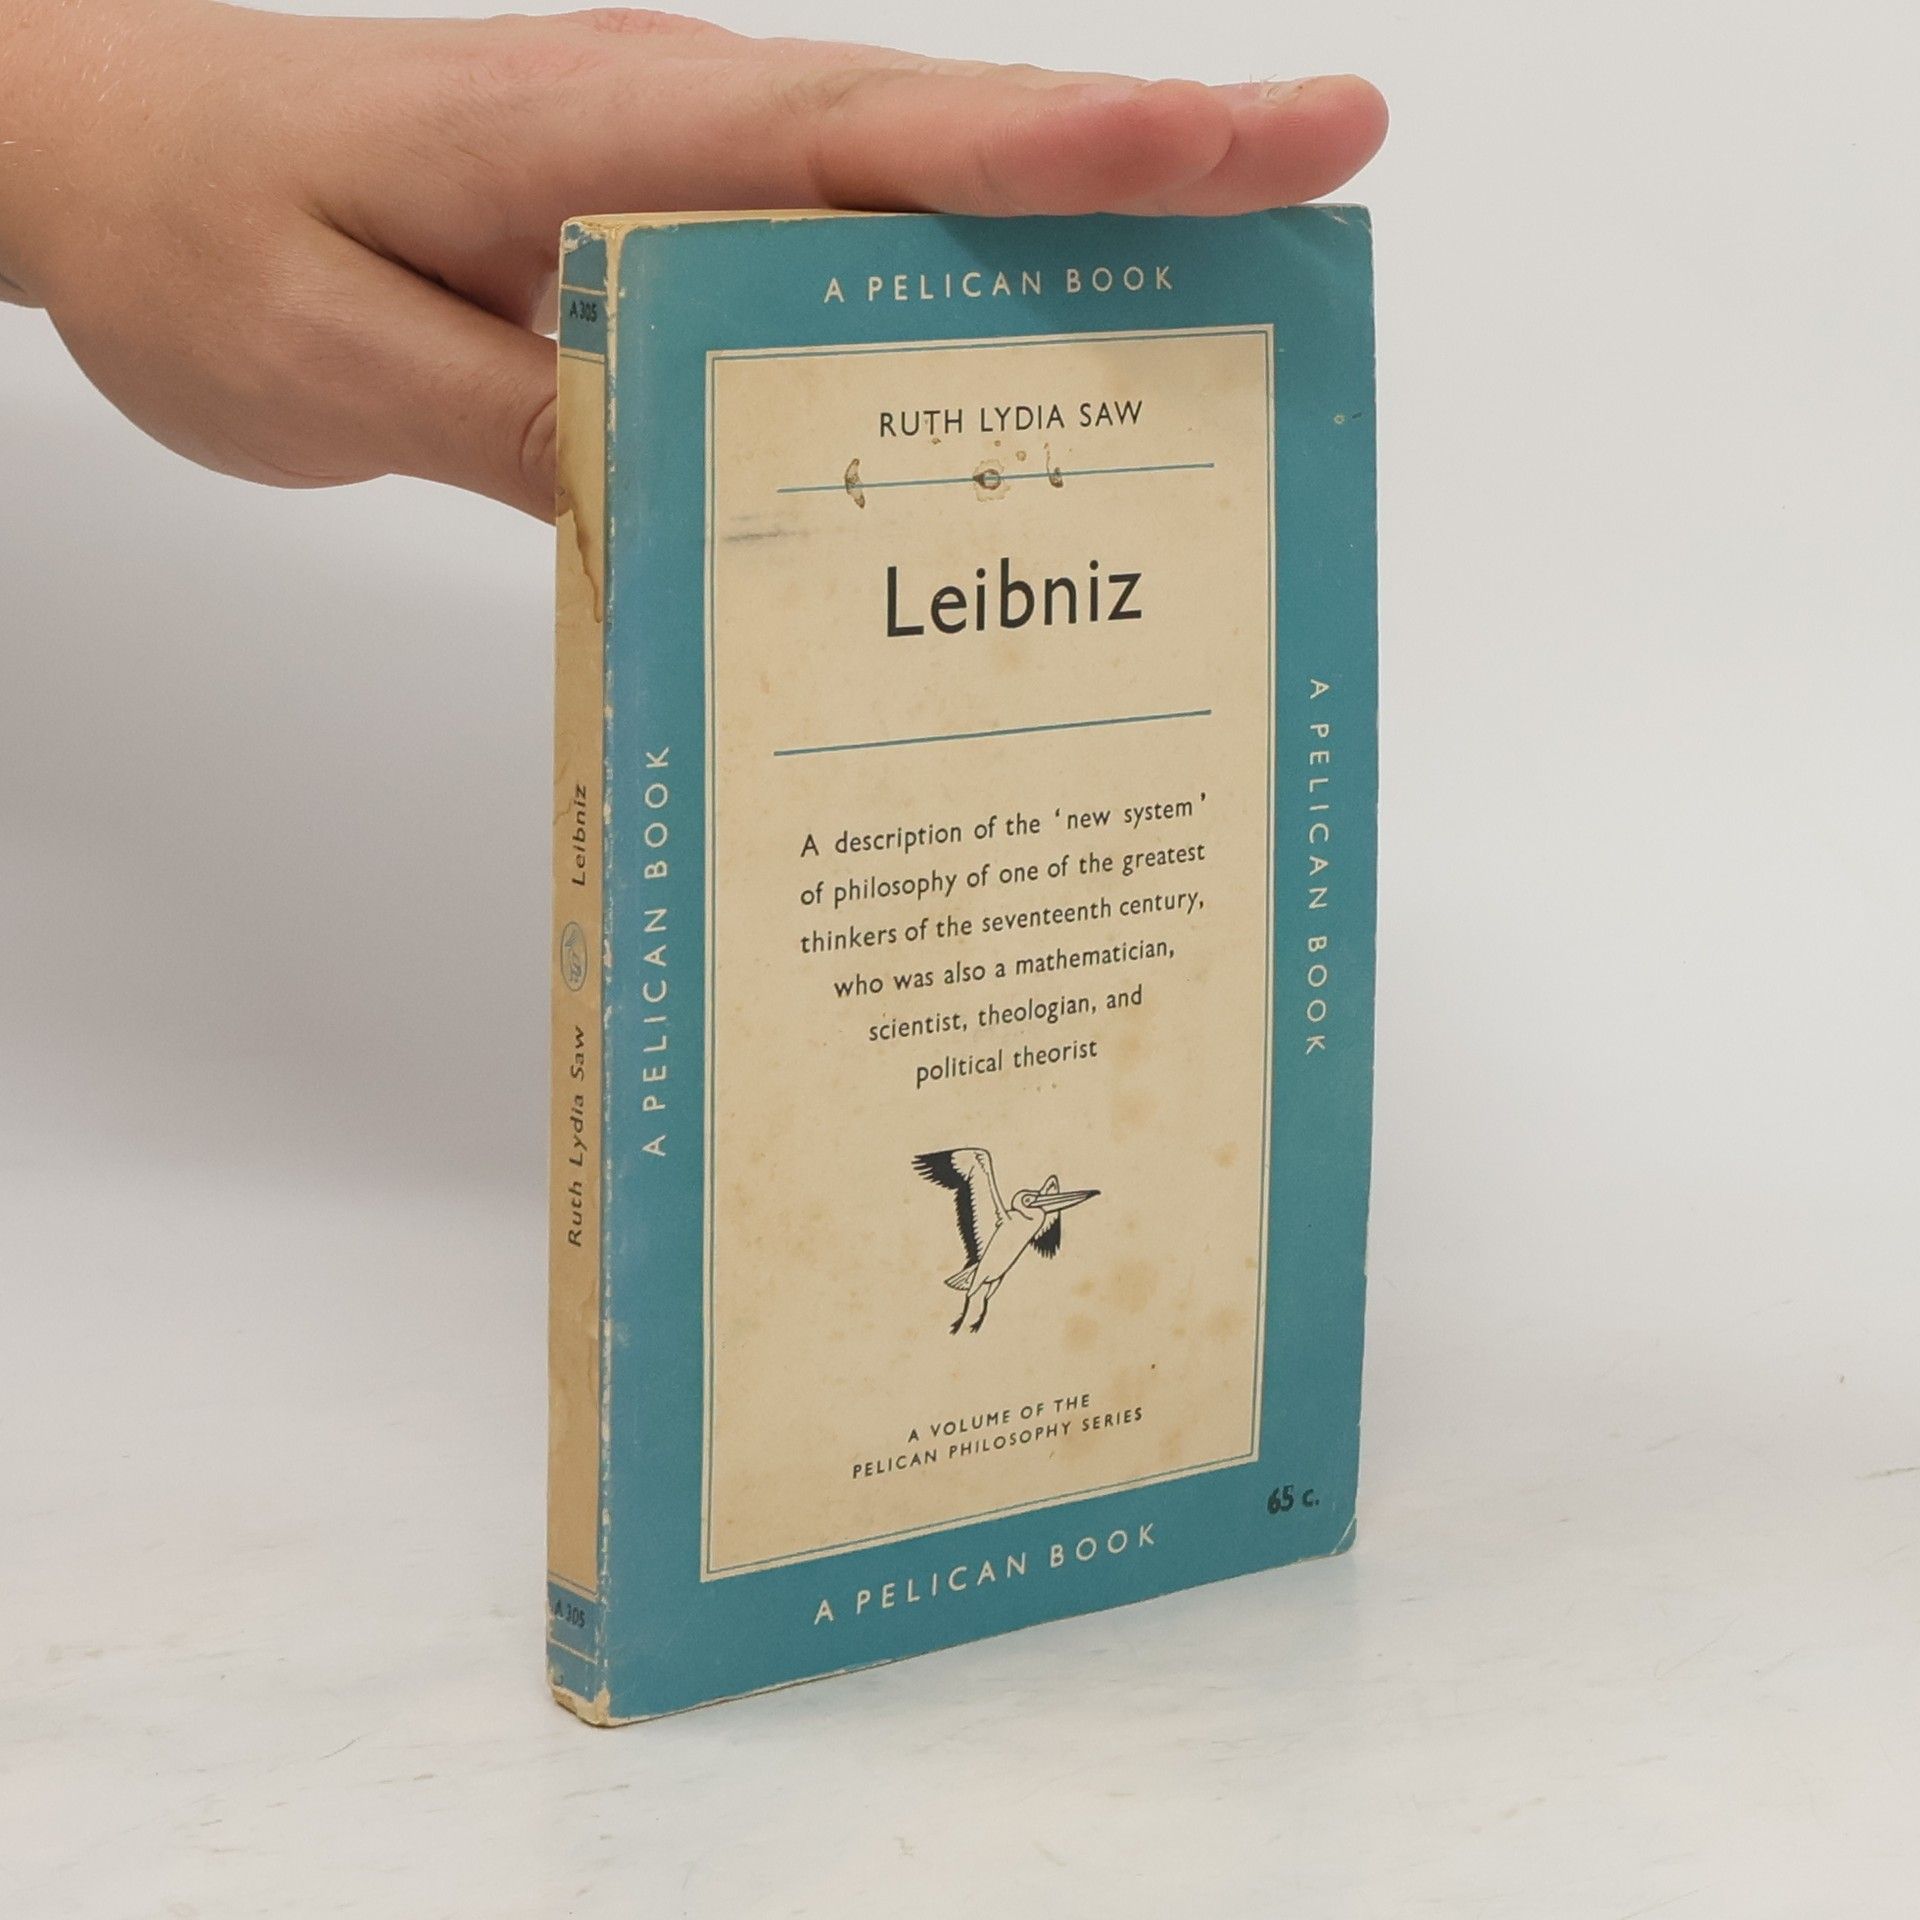 A 305
Ruth Lydia Saw
Leibniz
A 305
A PELICAN BOOK
A PELICAN BOOK
RUTH LYDIA SAW
Leibniz
A description of the ‘new system’
of philosophy of one of the greatest
thinkers of the seventeenth century,
who was also a mathematician,
scientist, theologian, and
political theorist
A VOLUME OF THE
PELICAN PHILOSOPHY SERIES
A PELICAN BOOK
65 c.
A PELICAN BOOK